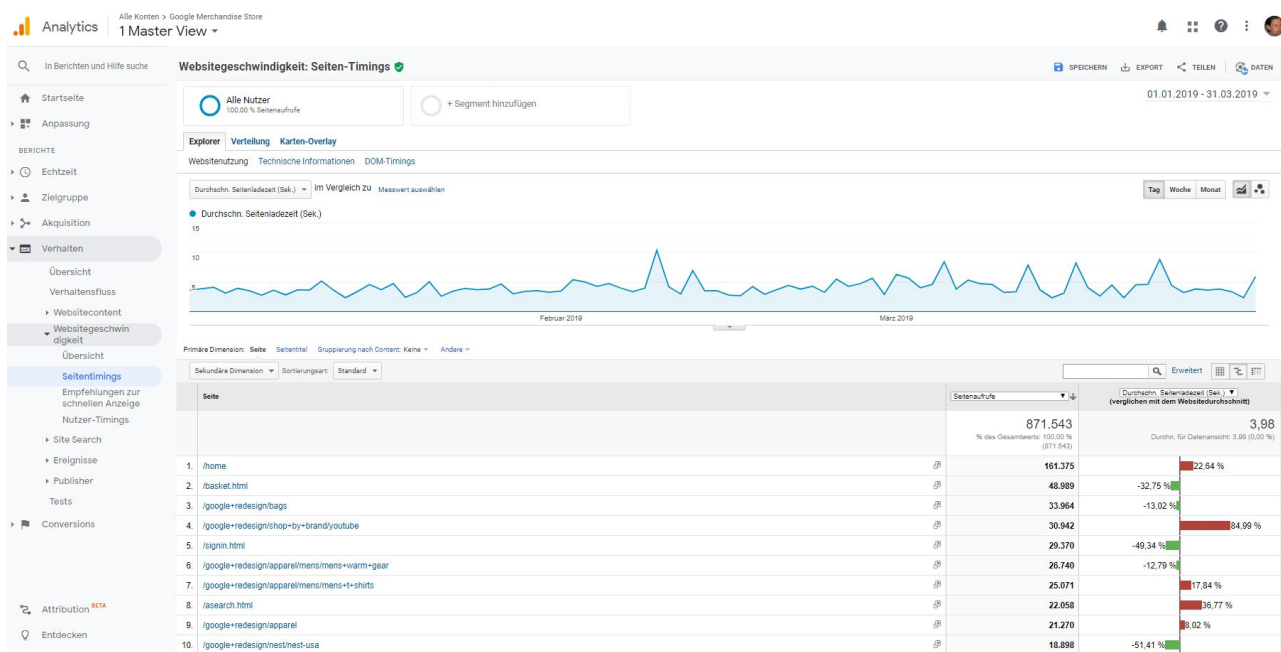 Analytics
Alle Konten > Google Merchandise Store
1 Master View
In Berichten und Hilfe suche
Startseite
Anpassung
BERICHTE
Echtzeit
Zielgruppe
Akquisition
Verhalten
Übersicht
Verhaltensfluss
Websitecontent
Websitegeschwin
digkeit
Übersicht
Seitentimings
Empfehlungen zur
schnellen Anzeige
Nutzer-Timings
Site Search
Ereignisse
Publisher
Tests
Conversions
Attribution BETA
Entdecken
Websitegeschwindigkeit: Seiten-Timings
SPEICHERN EXPORT TEILEN DATEN
Alle Nutzer
100,00 % Seitenaufrufe
+ Segment hinzufügen
01.01.2019 - 31.03.2019
Explorer Verteilung Karten-Overlay
Websitenutzung Technische Informationen DOM-Timings
Durchschn. Seitenladezeit (Sek.) im Vergleich zu Messwert auswählen
Tag Woche Monat
Durchschn. Seitenladezeit (Sek.)
15
10
5
Februar 2019 März 2019
Primäre Dimension: Seite Seitentitel Gruppierung nach Content: Keine Andere
Sekundäre Dimension Sortierungsart: Standard
Erweitert
Seite Seitenaufrufe Durchschn. Seitenladezeit (Sek.)
(verglichen mit dem Websitedurchschnitt)
871.543 3,98
% des Gesamtwerts: 100,00 % Durchn. für Datenansicht: 3,98 (0,00 %)
(871.543)
1. /home 161.375 22,64 %
2. /basket.html 48.989 -32,75 %
3. /google+redesign/bags 33.964 -13,02 %
4. /google+redesign/shop+by+brand/youtube 30.942 84,99 %
5. /signin.html 29.370 -49,34 %
6. /google+redesign/apparel/mens/mens+warm+gear 26.740 -12,79 %
7. /google+redesign/apparel/mens/mens+t+shirts 25.071 17,84 %
8. /asearch.html 22.058 36,77 %
9. /google+redesign/apparel 21.270 8,02 %
10. /google+redesign/nest/nest-usa 18.898 -51,41 %